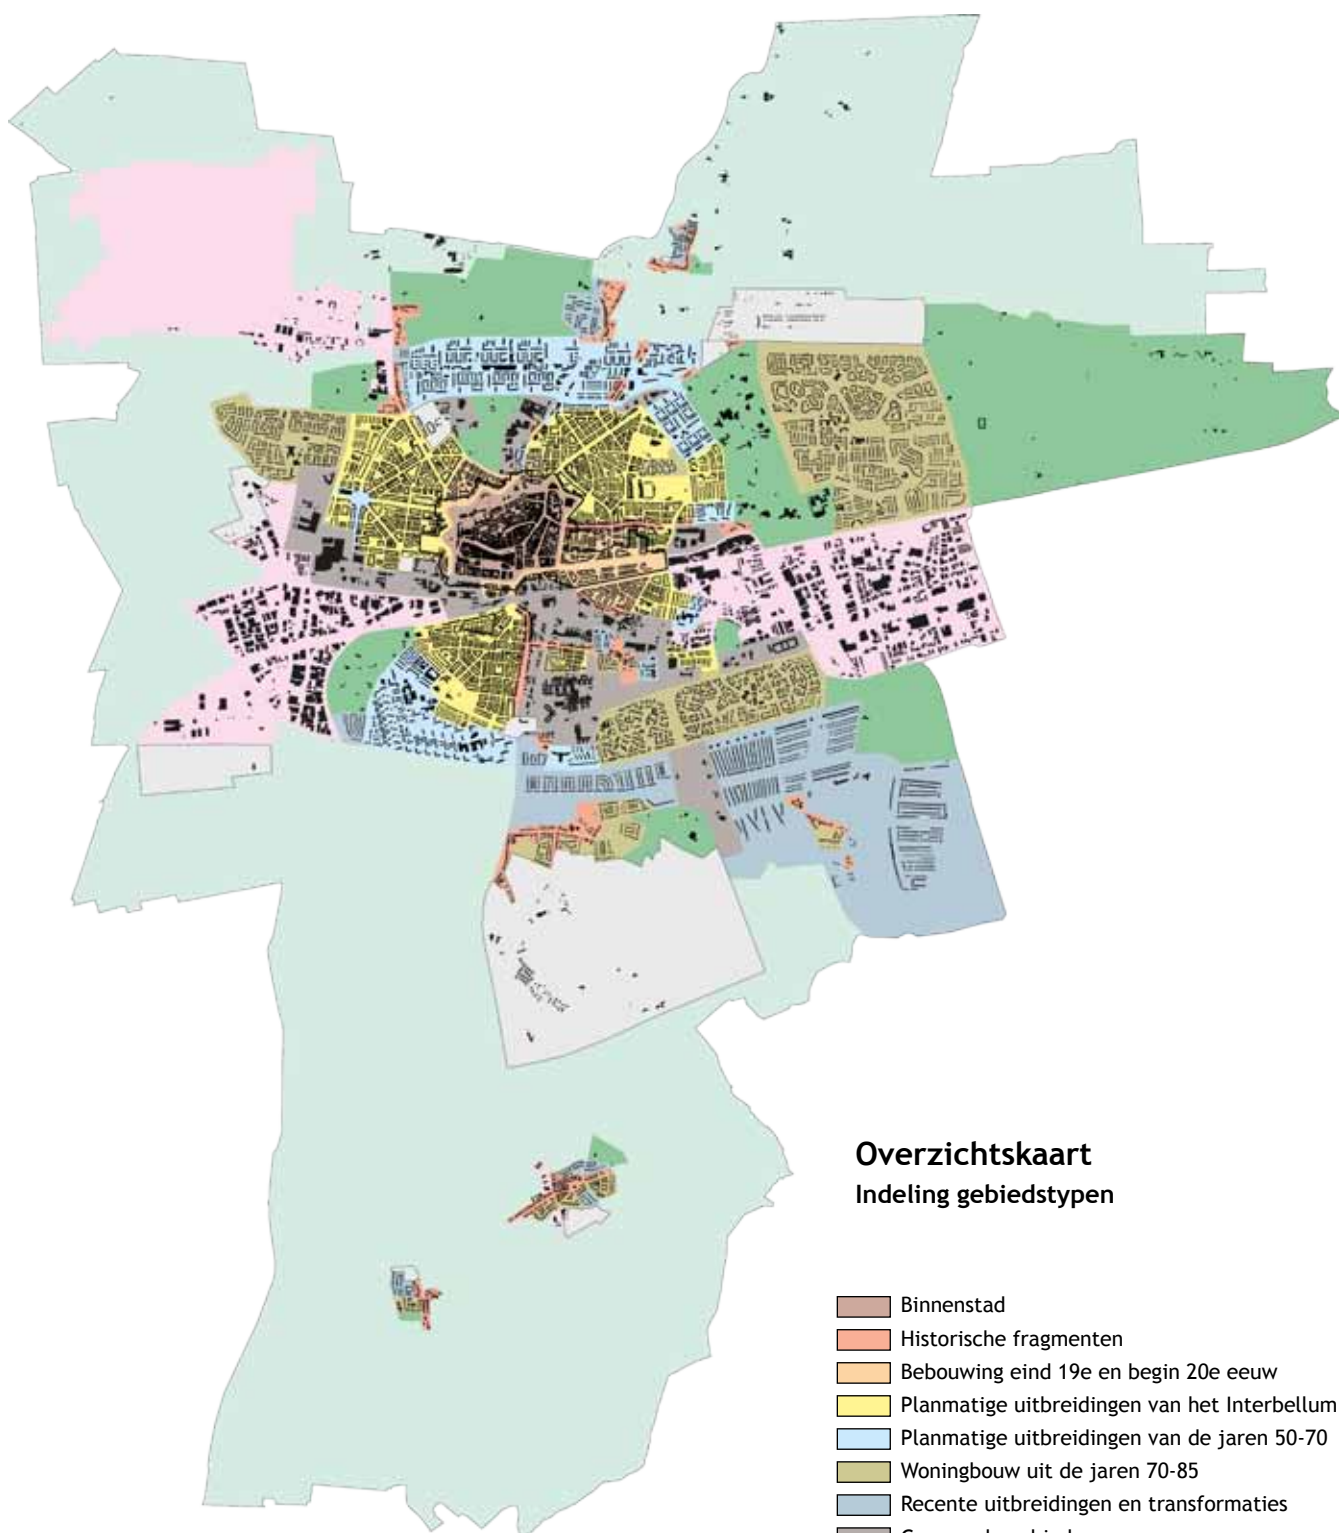 Overzichtskaart
Indeling gebiedstypen
Binnenstad
Historische fragmenten
Bebouwing eind 19e en begin 20e eeuw
Planmatige uitbreidingen van het Interbellum
Planmatige uitbreidingen van de jaren 50-70
Woningbouw uit de jaren 70-85
Recente uitbreidingen en transformaties